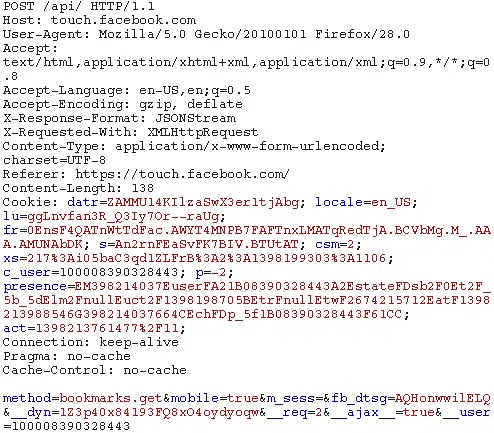 POST /api/ HTTP/1.1
Host: touch.facebook.com
User-Agent: Mozilla/5.0 Gecko/20100101 Firefox/28.0
Accept:
text/html,application/xhtml+xml,application/xml;q=0.9,*/*;q=0
.8
Accept-Language: en-US,en;q=0.5
Accept-Encoding: gzip, deflate
X-Response-Format: JSONStream
X-Requested-With: XMLHttpRequest
Content-Type: application/x-www-form-urlencoded;
charset=UTF-8
Referer: https://touch.facebook.com/
Content-Length: 138
Cookie: datr=ZAMMU14KIlzaSwX3er1tjAbg; locale=en_US;
lu=ggLnvfan3R_Q3Iy7Or--raUg;
fr=0EnsF4QATnWtTdFac.AWYT4MNPB7FAFTnxLMATqRedTjA.BCVbMg.M_.AA
A.AMUNAbDK; s=An2rnFEaSvFK7BIV.BTUtAT; csm=2;
xs=217%3Ai05baC3qdlZLFrB%3A2%3A1398199303%3A1106;
c_user=100008390328443; p=-2;
presence=EM398214037EuserFA21B08390328443A2EstateFDsb2F0Et2F_
5b_5dElm2FnullEuct2F1398198705BEtrFnullEtwF2674215712EatF1398
213988546G398214037664CEchFDp_5f1B08390328443F61CC;
act=1398213761477%2F11;
Connection: keep-alive
Pragma: no-cache
Cache-Control: no-cache
method=bookmarks.get&mobile=true&m_sess=&fb_dtsg=AQHonwwilELQ
&__dyn=1Z3p40x84193FQ8xO4oydyoqw&__req=2&__ajax__=true&__user
=100008390328443